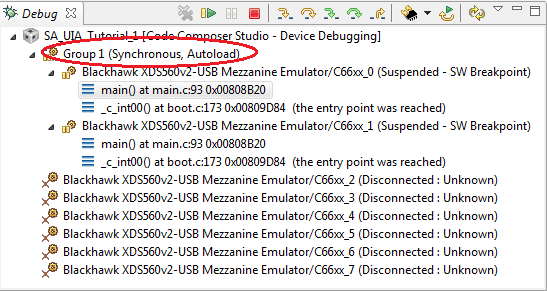 Debug
SA_UIA_Tutorial_1 [Code Composer Studio - Device Debugging]
Group 1 (Synchronous, Autoload)
Blackhawk XDS560v2-USB Mezzanine Emulator/C66xx_0 (Suspended - SW Breakpoint)
main() at main.c:93 0x00808B20
_c_int00() at boot.c:173 0x00809D84 (the entry point was reached)
Blackhawk XDS560v2-USB Mezzanine Emulator/C66xx_1 (Suspended - SW Breakpoint)
main() at main.c:93 0x00808B20
_c_int00() at boot.c:173 0x00809D84 (the entry point was reached)
Blackhawk XDS560v2-USB Mezzanine Emulator/C66xx_2 (Disconnected : Unknown)
Blackhawk XDS560v2-USB Mezzanine Emulator/C66xx_3 (Disconnected : Unknown)
Blackhawk XDS560v2-USB Mezzanine Emulator/C66xx_4 (Disconnected : Unknown)
Blackhawk XDS560v2-USB Mezzanine Emulator/C66xx_5 (Disconnected : Unknown)
Blackhawk XDS560v2-USB Mezzanine Emulator/C66xx_6 (Disconnected : Unknown)
Blackhawk XDS560v2-USB Mezzanine Emulator/C66xx_7 (Disconnected : Unknown)